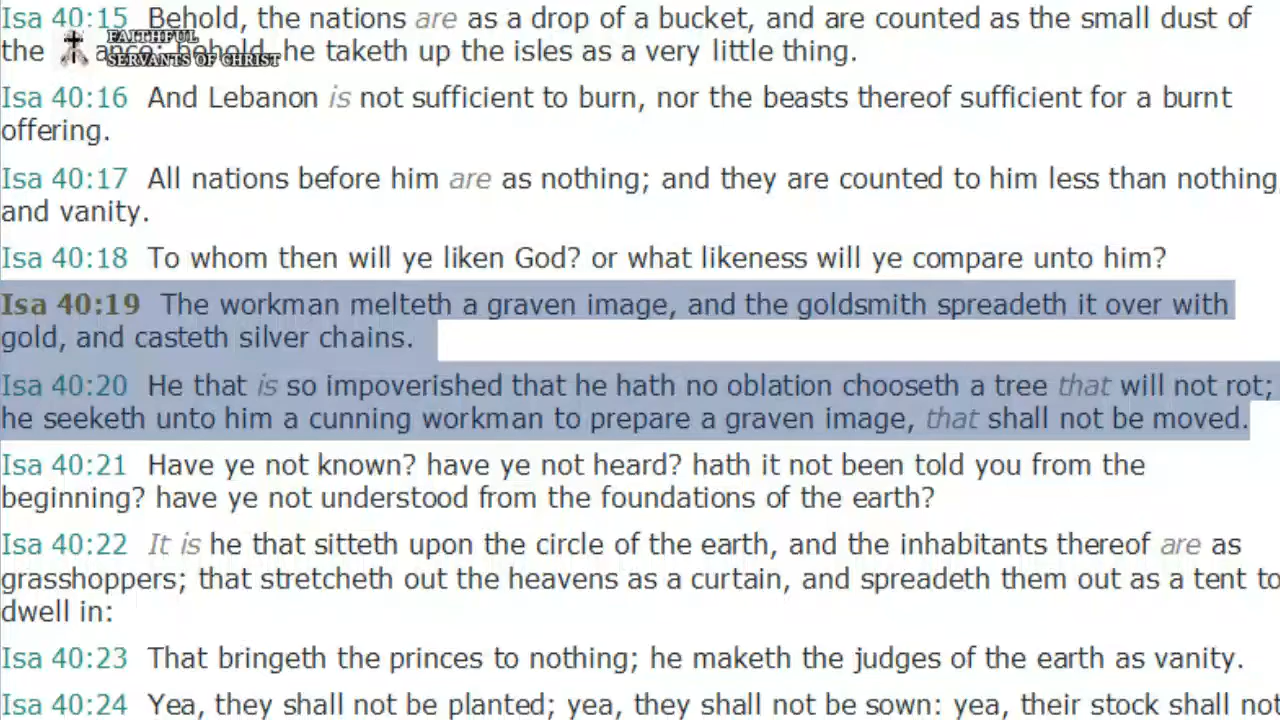 Isa 40:15 Behold, the nations are as a drop of a bucket, and are counted as the small dust of
the ance: behold, he taketh up the isles as a very little thing.
FAITHFUL
SERVANTS OF CHRIST
Isa 40:16 And Lebanon is not sufficient to burn, nor the beasts thereof sufficient for a burnt
offering.
Isa 40:17 All nations before him are as nothing; and they are counted to him less than nothing,
and vanity.
Isa 40:18 To whom then will ye liken God? or what likeness will ye compare unto him?
Isa 40:19 The workman melteth a graven image, and the goldsmith spreadeth it over with
gold, and casteth silver chains.
Isa 40:20 He that is so impoverished that he hath no oblation chooseth a tree that will not rot;
he seeketh unto him a cunning workman to prepare a graven image, that shall not be moved.
Isa 40:21 Have ye not known? have ye not heard? hath it not been told you from the
beginning? have ye not understood from the foundations of the earth?
Isa 40:22 It is he that sitteth upon the circle of the earth, and the inhabitants thereof are as
grasshoppers; that stretcheth out the heavens as a curtain, and spreadeth them out as a tent to
dwell in:
Isa 40:23 That bringeth the princes to nothing; he maketh the judges of the earth as vanity.
Isa 40:24 Yea, they shall not be planted; yea, they shall not be sown: yea, their stock shall not